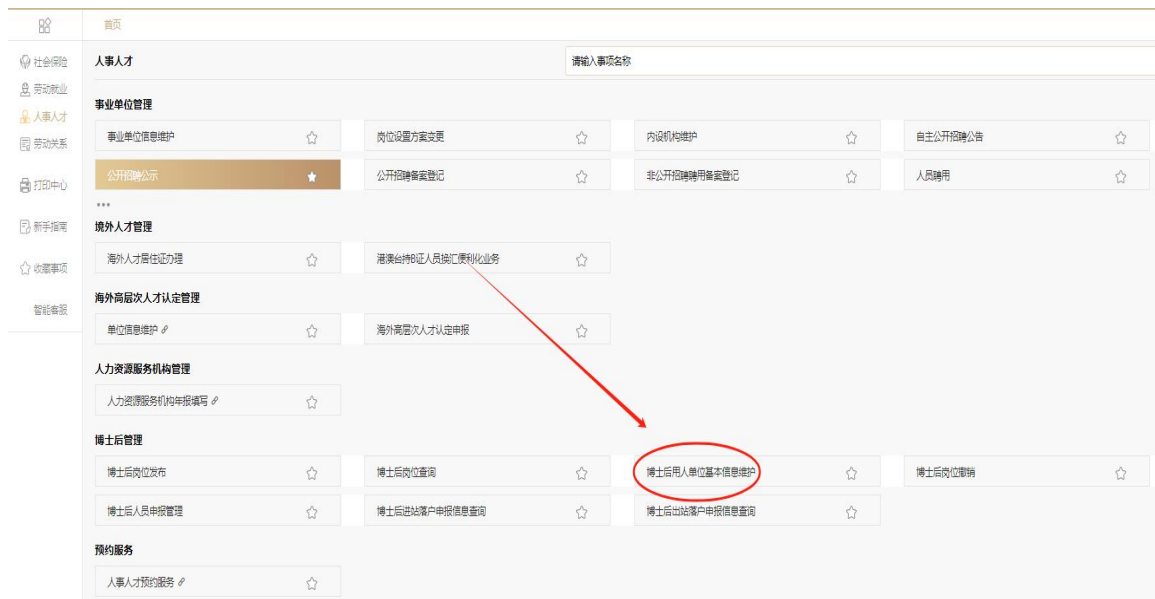 首页
社会保险
劳动就业
人事人才
劳动关系
打印中心
新手指南
收藏事项
智能客服
人事人才 请输入事项名称
事业单位管理
事业单位信息维护 岗位设置方案变更 内设机构维护 自主公开招聘公告
公开招聘公示 公开招聘备案登记 非公开招聘聘用备案登记 人员聘用
•••
境外人才管理
海外人才居住证办理 港澳台持B证人员换汇便利化业务
海外高层次人才认定管理
单位信息维护 海外高层次人才认定申报
人力资源服务机构管理
人力资源服务机构年报填写
博士后管理
博士后岗位发布 博士后岗位查询 博士后用人单位基本信息维护 博士后岗位撤销
博士后人员申报管理 博士后进站落户申报信息查询 博士后出站落户申报信息查询
预约服务
人事人才预约服务